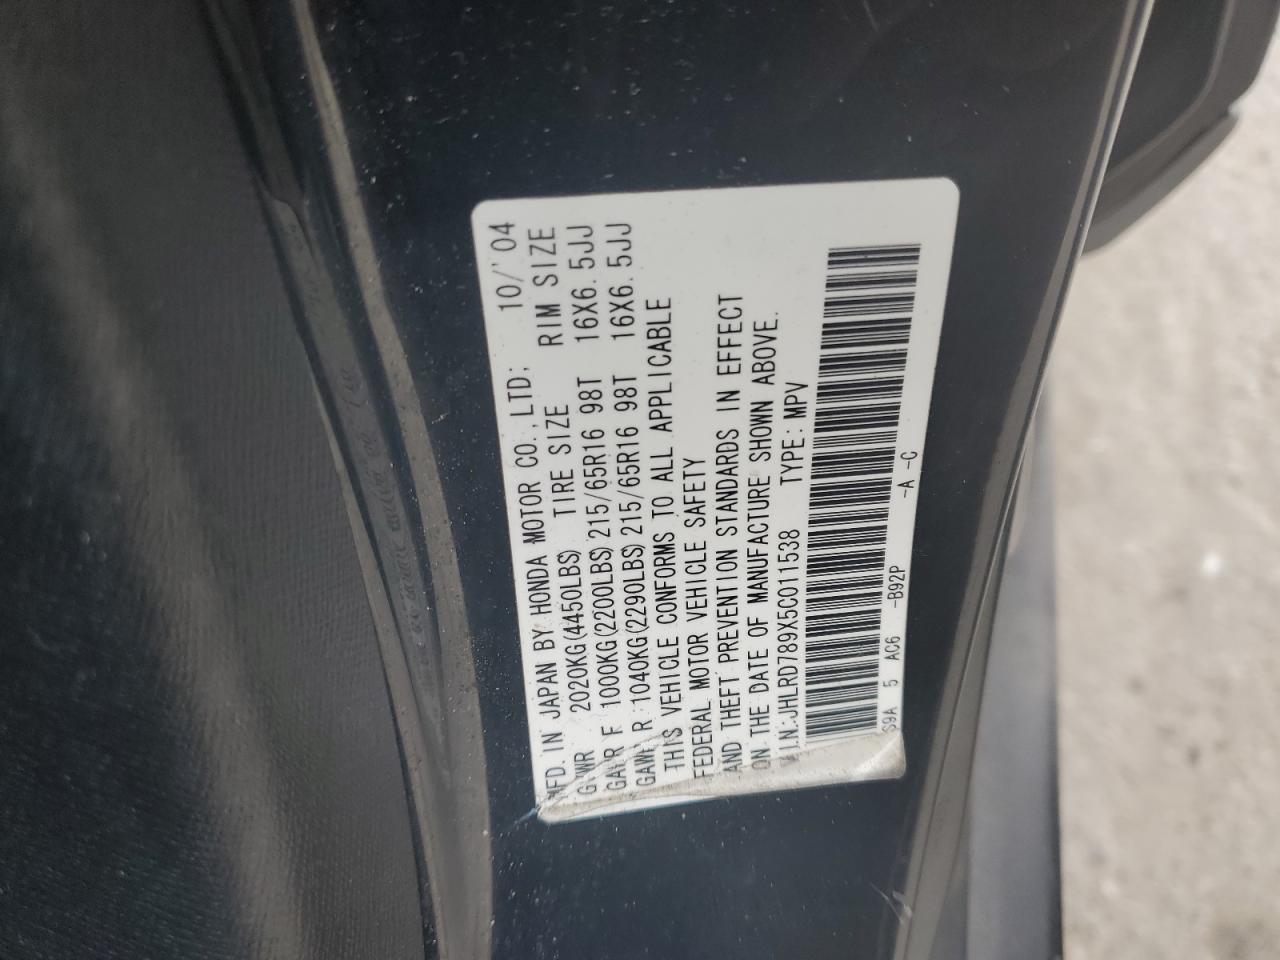 MFD. IN JAPAN BY HONDA MOTOR CO., LTD; 10/'04
GVWR 2020KG(4450LBS) TIRE SIZE RIM SIZE
GAWR F 1000KG(2200LBS) 215/65R16 98T 16X6.5JJ
GAWR R:1040KG(2290LBS) 215/65R16 98T 16X6.5JJ
THIS VEHICLE CONFORMS TO ALL APPLICABLE
FEDERAL MOTOR VEHICLE SAFETY
AND THEFT PREVENTION STANDARDS IN EFFECT
ON THE DATE OF MANUFACTURE SHOWN ABOVE.
V.I.N.:JHLRD789X5C011538 TYPE:MPV
S9A 5 AC6 -B92P -A -C